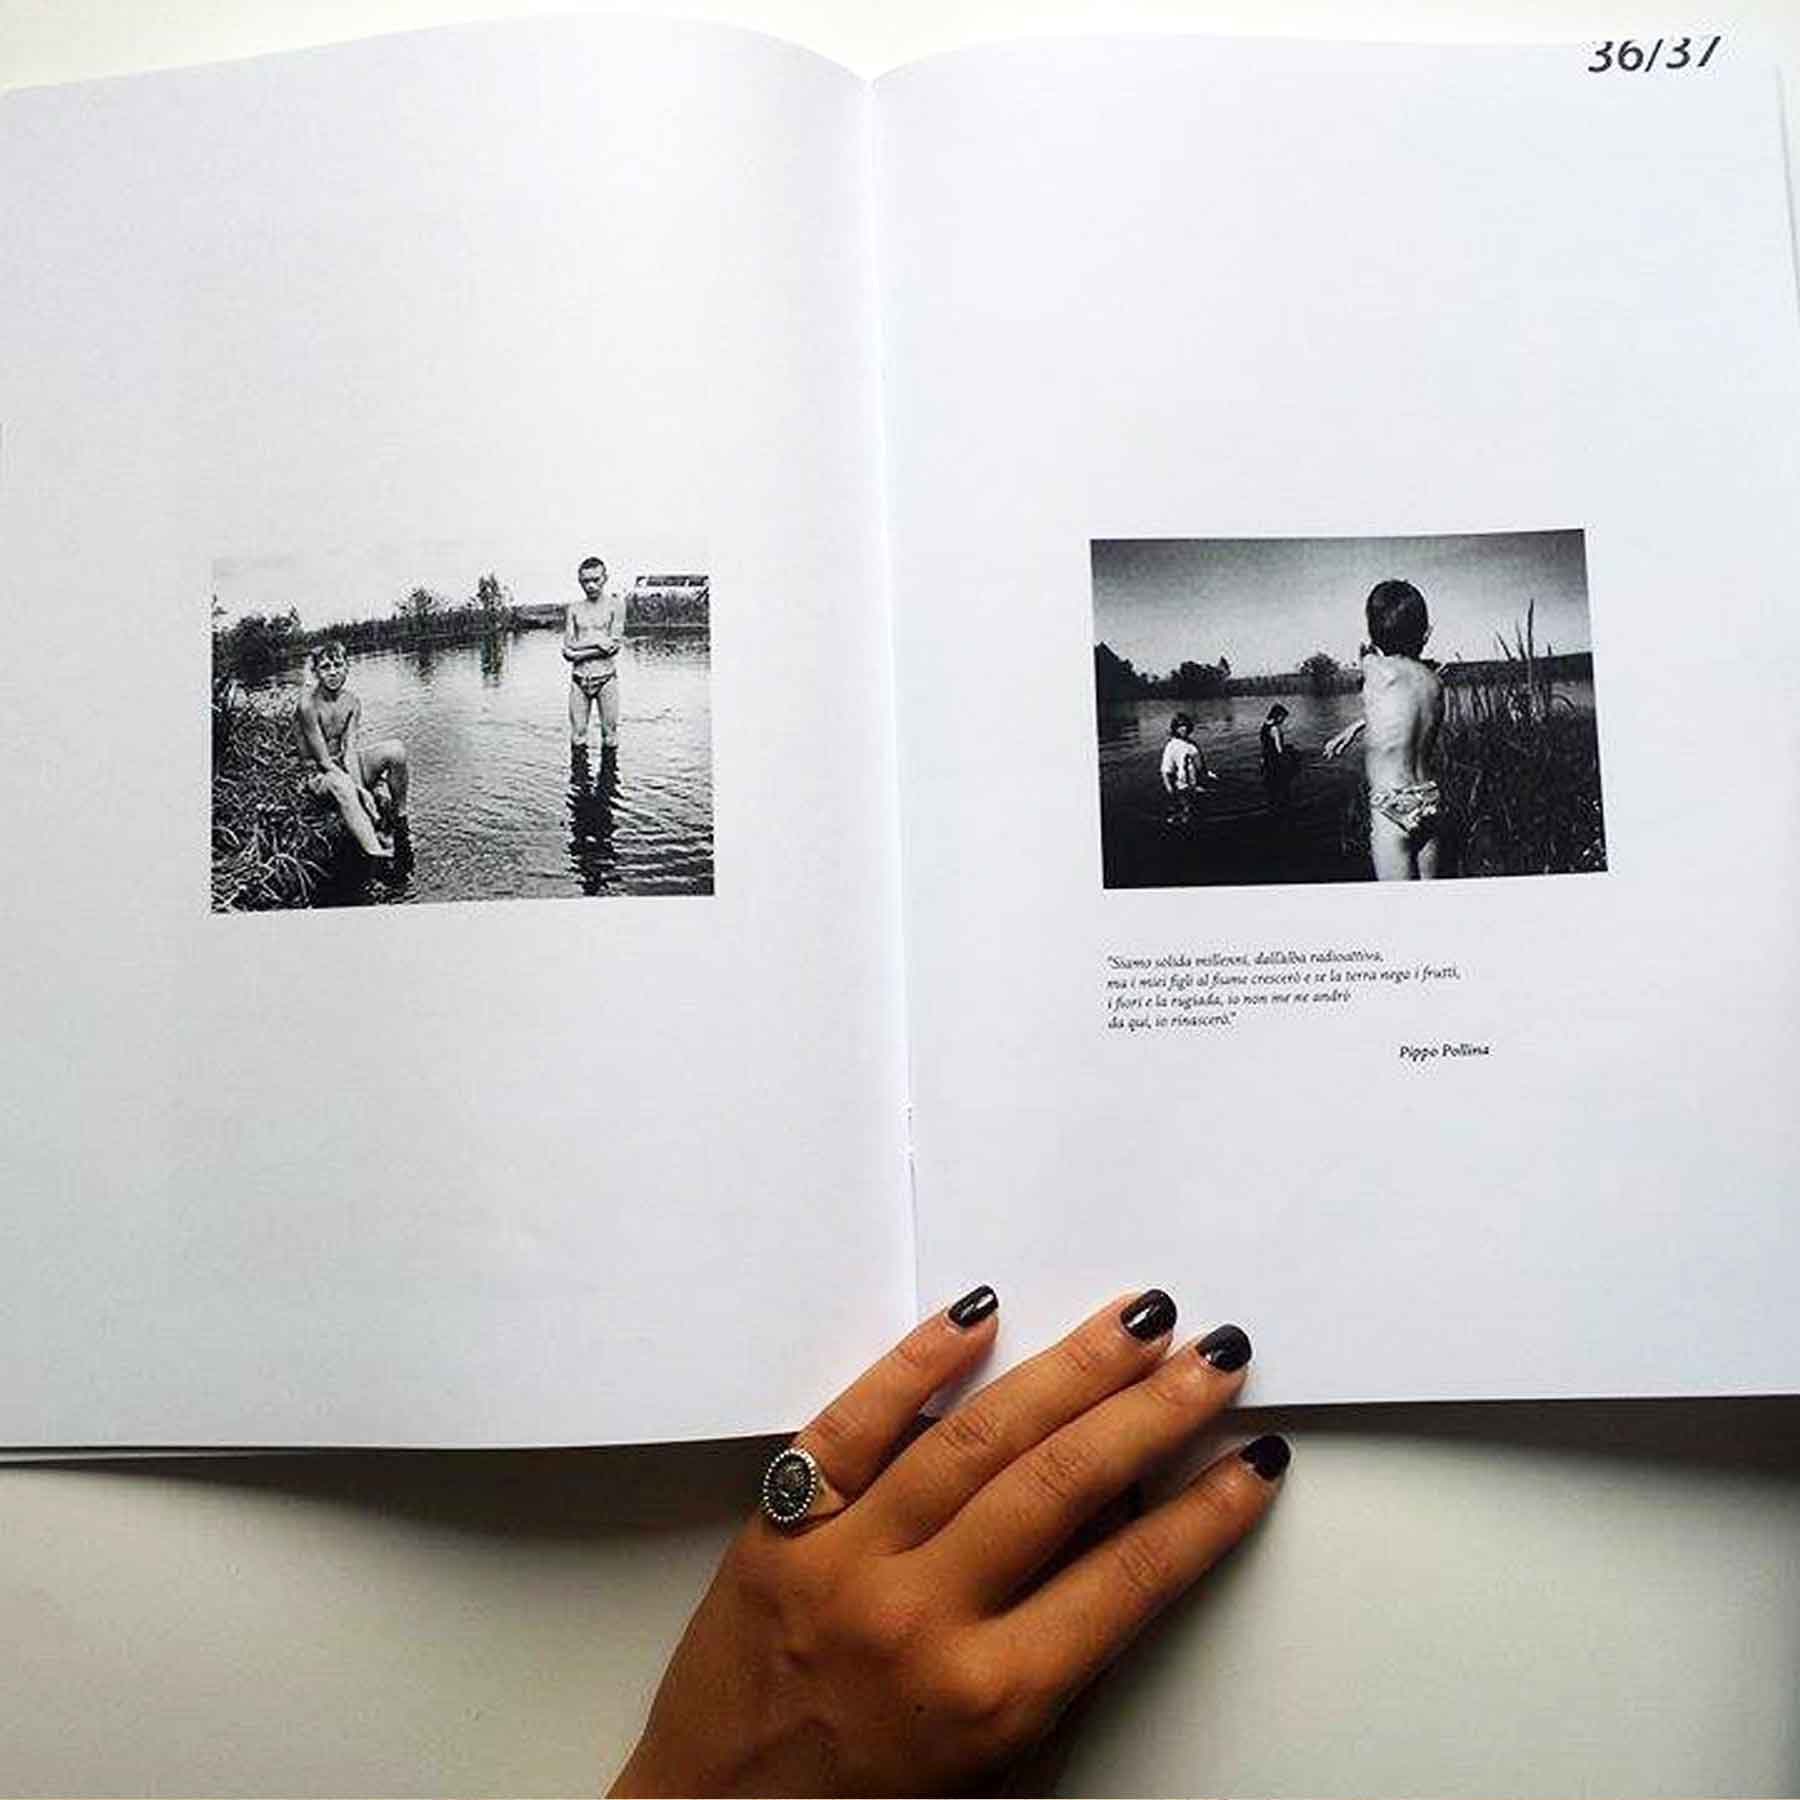 36/37
"Siamo solida millenni, dall'alba radioattiva,
ma i miei figli al fiume crescerò e se la terra nega i frutti,
i fiori e la rugiada, io non me ne andrò
da qui, io rinascerò."
Pippo Pollina